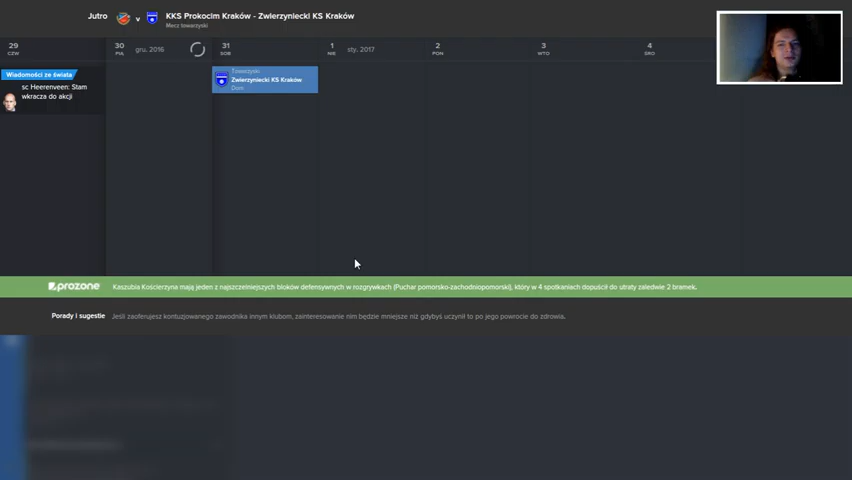 Jutro
v
KKS Prokocim Kraków - Zwierzyniecki KS Kraków
Mecz towarzyski
29
CZW
30
PIĄ
gru, 2016
31
SOB
1
NIE
sty, 2017
2
PON
3
WTO
4
ŚRO
Wiadomości ze świata
sc Heerenveen: Stam
wkracza do akcji
Towarzyski
Zwierzyniecki KS Kraków
Dom
prozone
Kaszubia Kościerzyna mają jeden z najszczelniejszych bloków defensywnych w rozgrywkach (Puchar pomorsko-zachodniopomorski), który w 4 spotkaniach dopuścił do utraty zaledwie 2 bramek.
Porady i sugestie
Jeśli zaoferujesz kontuzjowanego zawodnika innym klubom, zainteresowanie nim będzie mniejsze niż gdybyś uczynił to po jego powrocie do zdrowia.